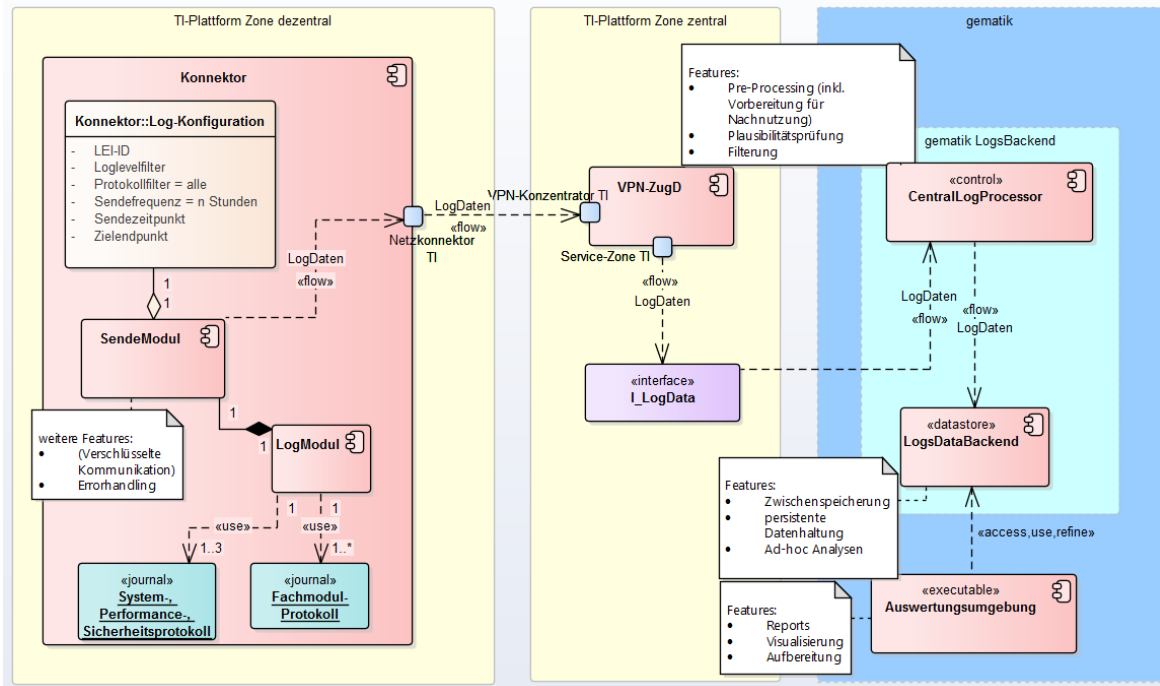 TI-Plattform Zone dezentral
Konnektor
Konnektor::Log-Konfiguration
- LEI-ID
- Loglevelfilter
- Protokollfilter = alle
- Sendefrequenz = n Stunden
- Sendezeitpunkt
- Zielendpunkt
1
1
SendeModul
weitere Features:
• (Verschlüsselte
Kommunikation)
• Errorhandling
1
1
LogModul
1
1
«use»
«use»
1..3
1..*
«journal»
System-,
Performance-,
Sicherheitsprotokoll
«journal»
Fachmodul-
Protokoll
LogDaten
«flow»
Netzkonnektor
TI
LogDaten
«flow»
TI-Plattform Zone zentral
VPN-Konzentrator TI
VPN-ZugD
Service-Zone TI
«flow»
LogDaten
«interface»
I_LogData
gematik
Features:
• Pre-Processing (inkl.
Vorbereitung für
Nachnutzung)
• Plausibilitätsprüfung
• Filterung
gematik LogsBackend
«control»
CentralLogProcessor
LogDaten
«flow»
«flow»
LogDaten
«datastore»
LogsDataBackend
Features:
• Zwischenspeicherung
• persistente
Datenhaltung
• Ad-hoc Analysen
«access,use,refine»
«executable»
Auswertungsumgebung
Features:
• Reports
• Visualisierung
• Aufbereitung